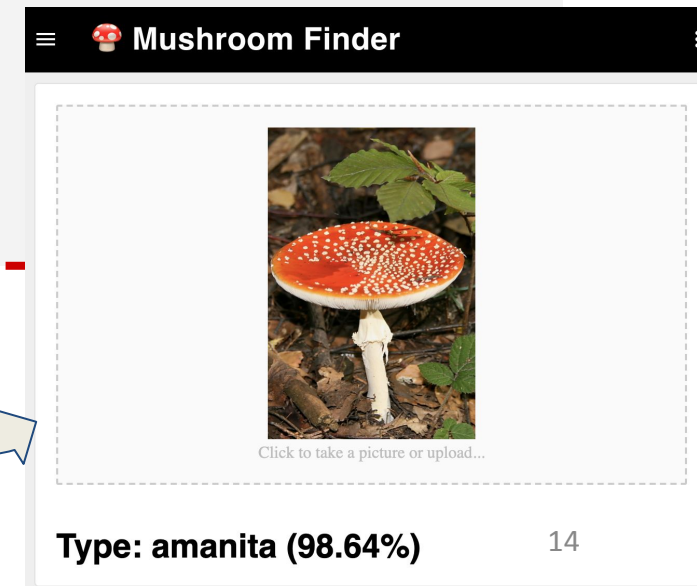 Mushroom Finder
Click to take a picture or upload...
Type: amanita (98.64%)
14